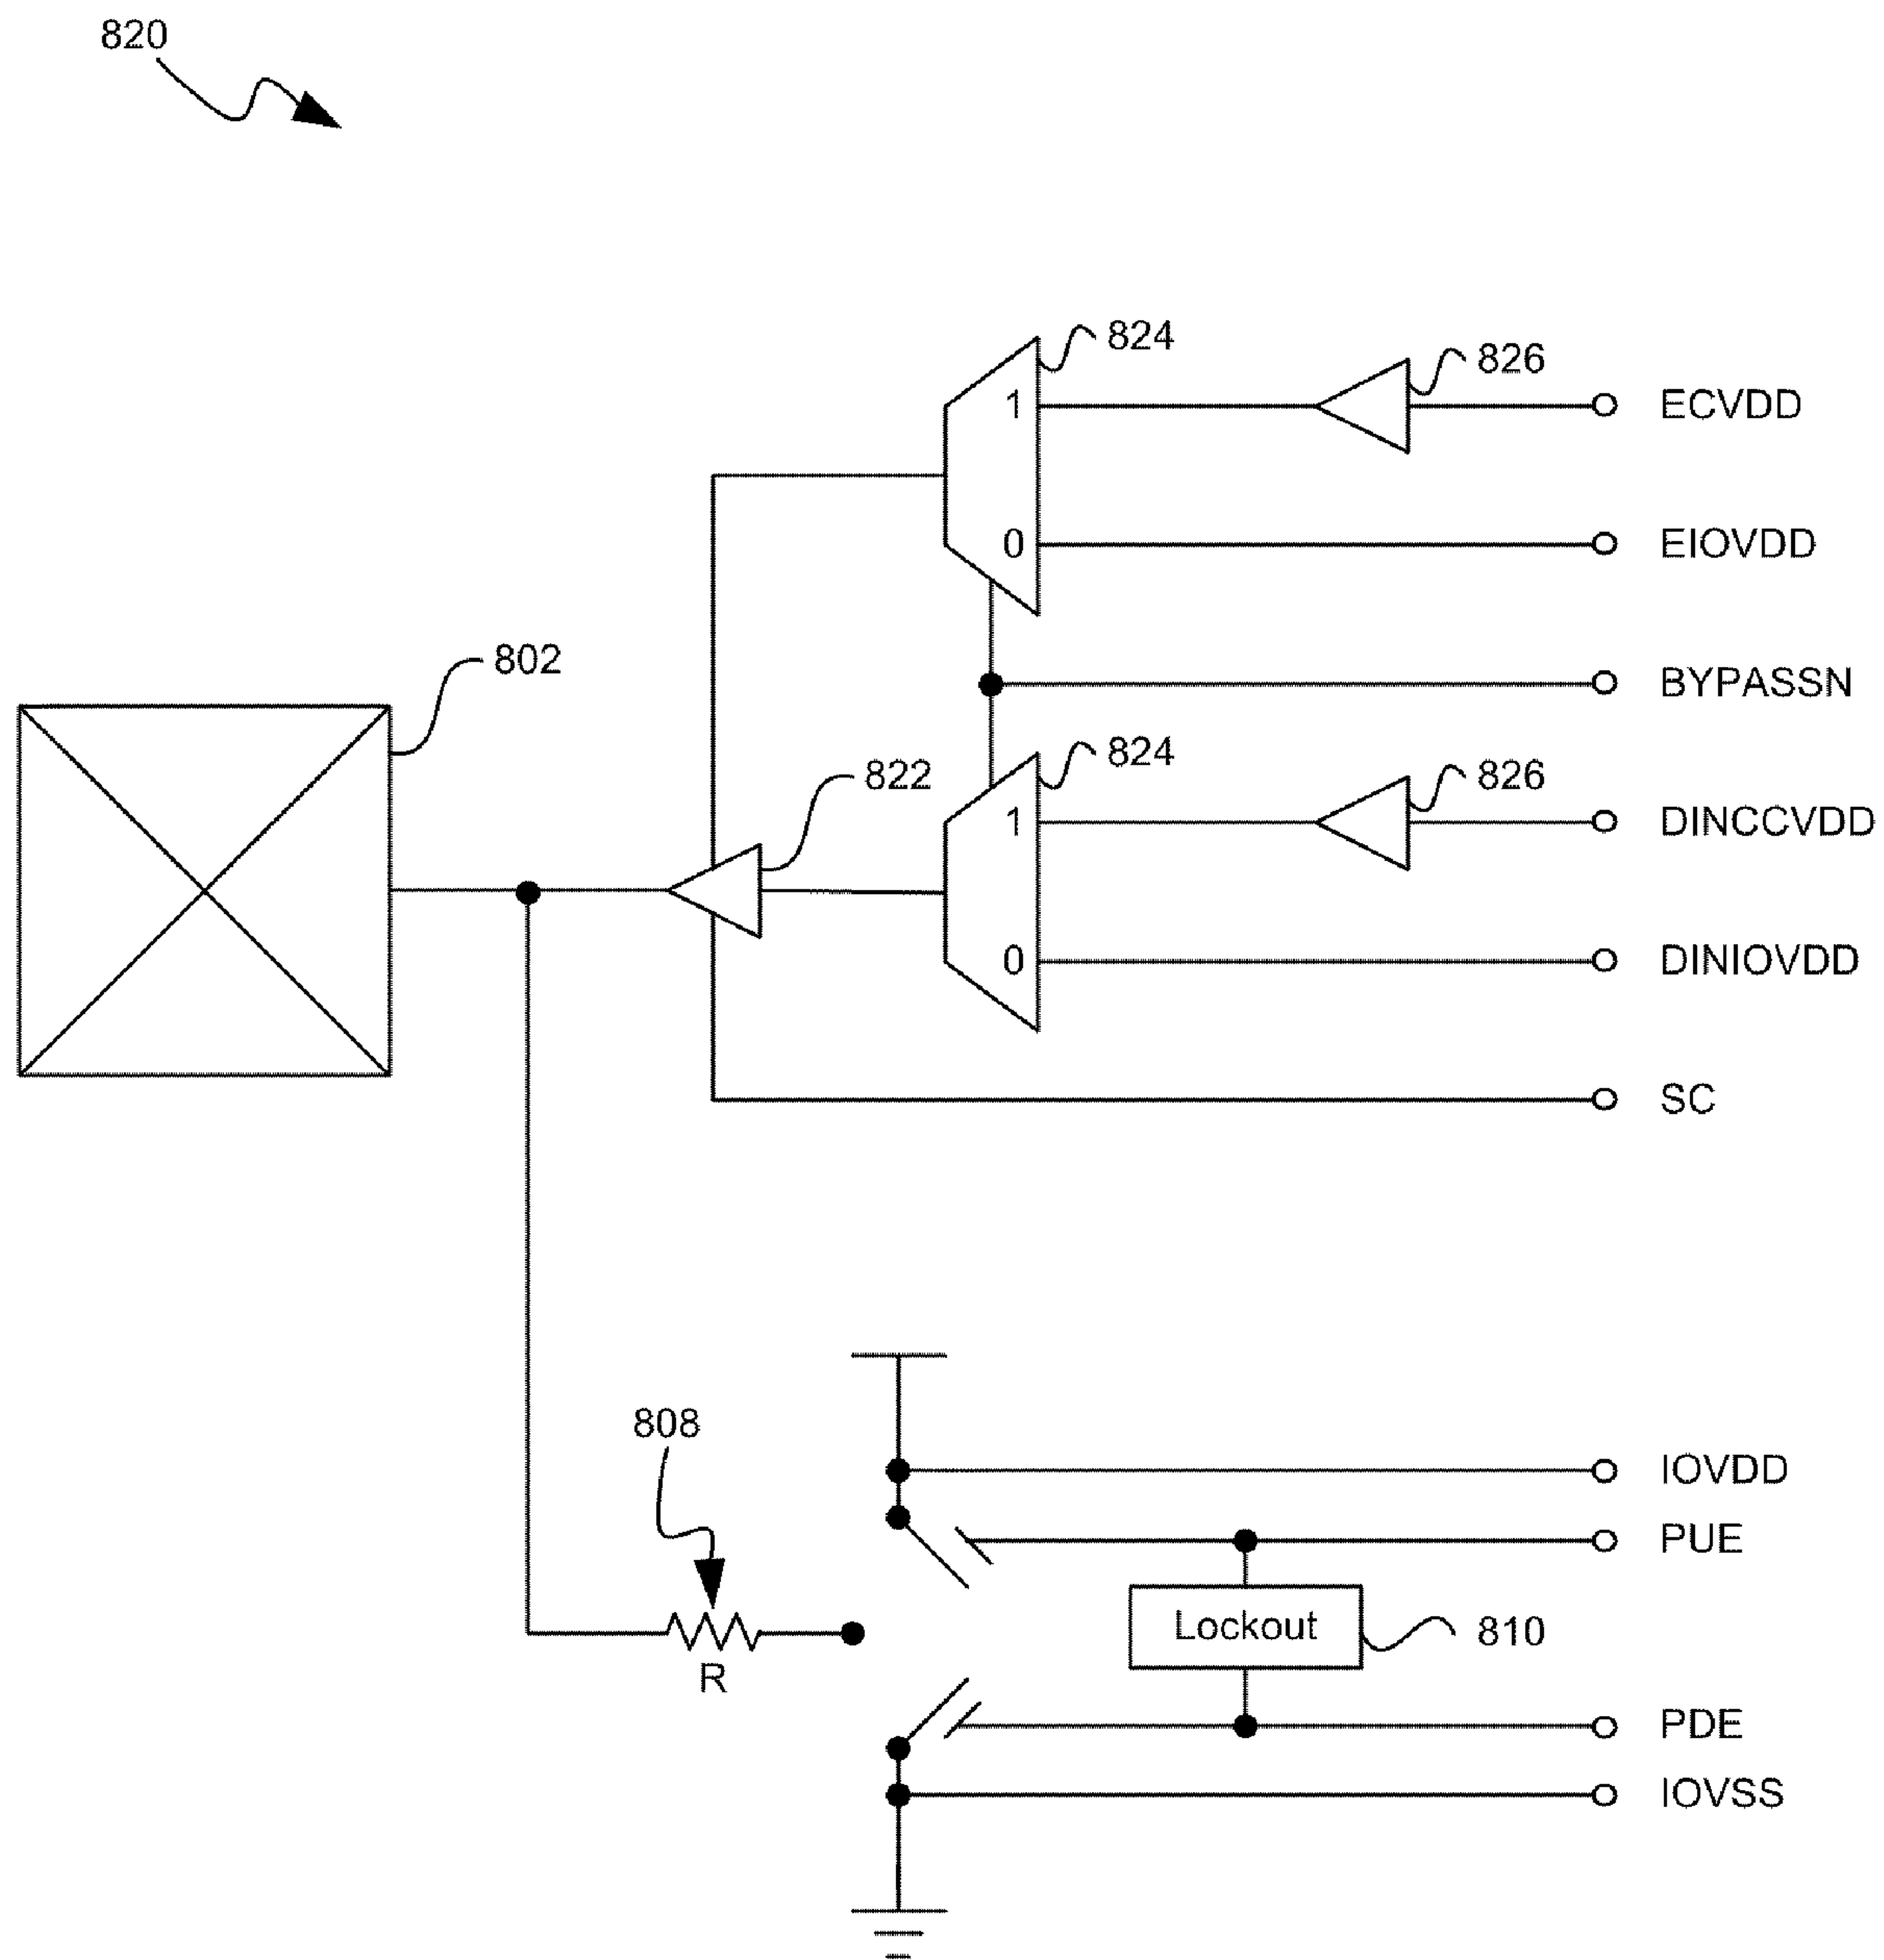 820
824
826
1
ECVDD
0
EIOVDD
802
BYPASSN
824
822
826
1
DINCCVDD
0
DINIOVDD
SC
808
IOVDD
PUE
Lockout
810
R
PDE
IOVSS